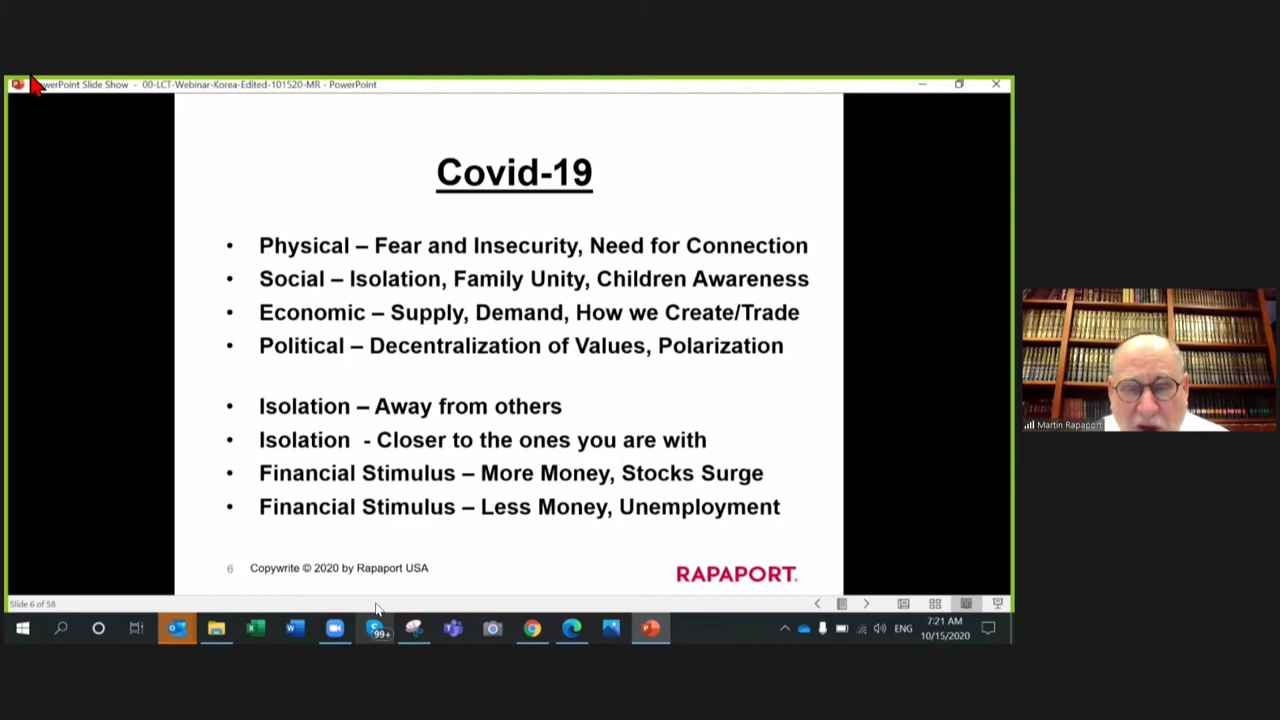 PowerPoint Slide Show - 00-LCT-Webinar-Korea-Edited-101520-MR - PowerPoint
Covid-19
• Physical – Fear and Insecurity, Need for Connection
• Social – Isolation, Family Unity, Children Awareness
• Economic – Supply, Demand, How we Create/Trade
• Political – Decentralization of Values, Polarization
• Isolation – Away from others
• Isolation - Closer to the ones you are with
• Financial Stimulus – More Money, Stocks Surge
• Financial Stimulus – Less Money, Unemployment
6 Copywrite © 2020 by Rapaport USA
RAPAPORT.
Martin Rapaport
Slide 6 of 58
99+
ENG
7:21 AM
10/15/2020